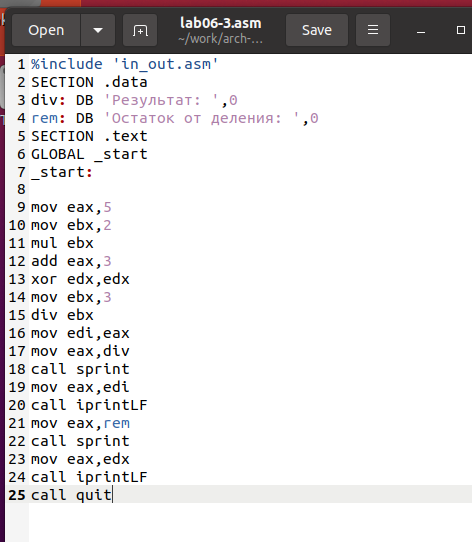 Open
lab06-3.asm
~/work/arch-...
Save
1 %include 'in_out.asm'
2 SECTION .data
3 div: DB 'Результат: ',0
4 rem: DB 'Остаток от деления: ',0
5 SECTION .text
6 GLOBAL _start
7 _start:
8
9 mov eax,5
10 mov ebx,2
11 mul ebx
12 add eax,3
13 xor edx,edx
14 mov ebx,3
15 div ebx
16 mov edi,eax
17 mov eax,div
18 call sprint
19 mov eax,edi
20 call iprintLF
21 mov eax,rem
22 call sprint
23 mov eax,edx
24 call iprintLF
25 call quit